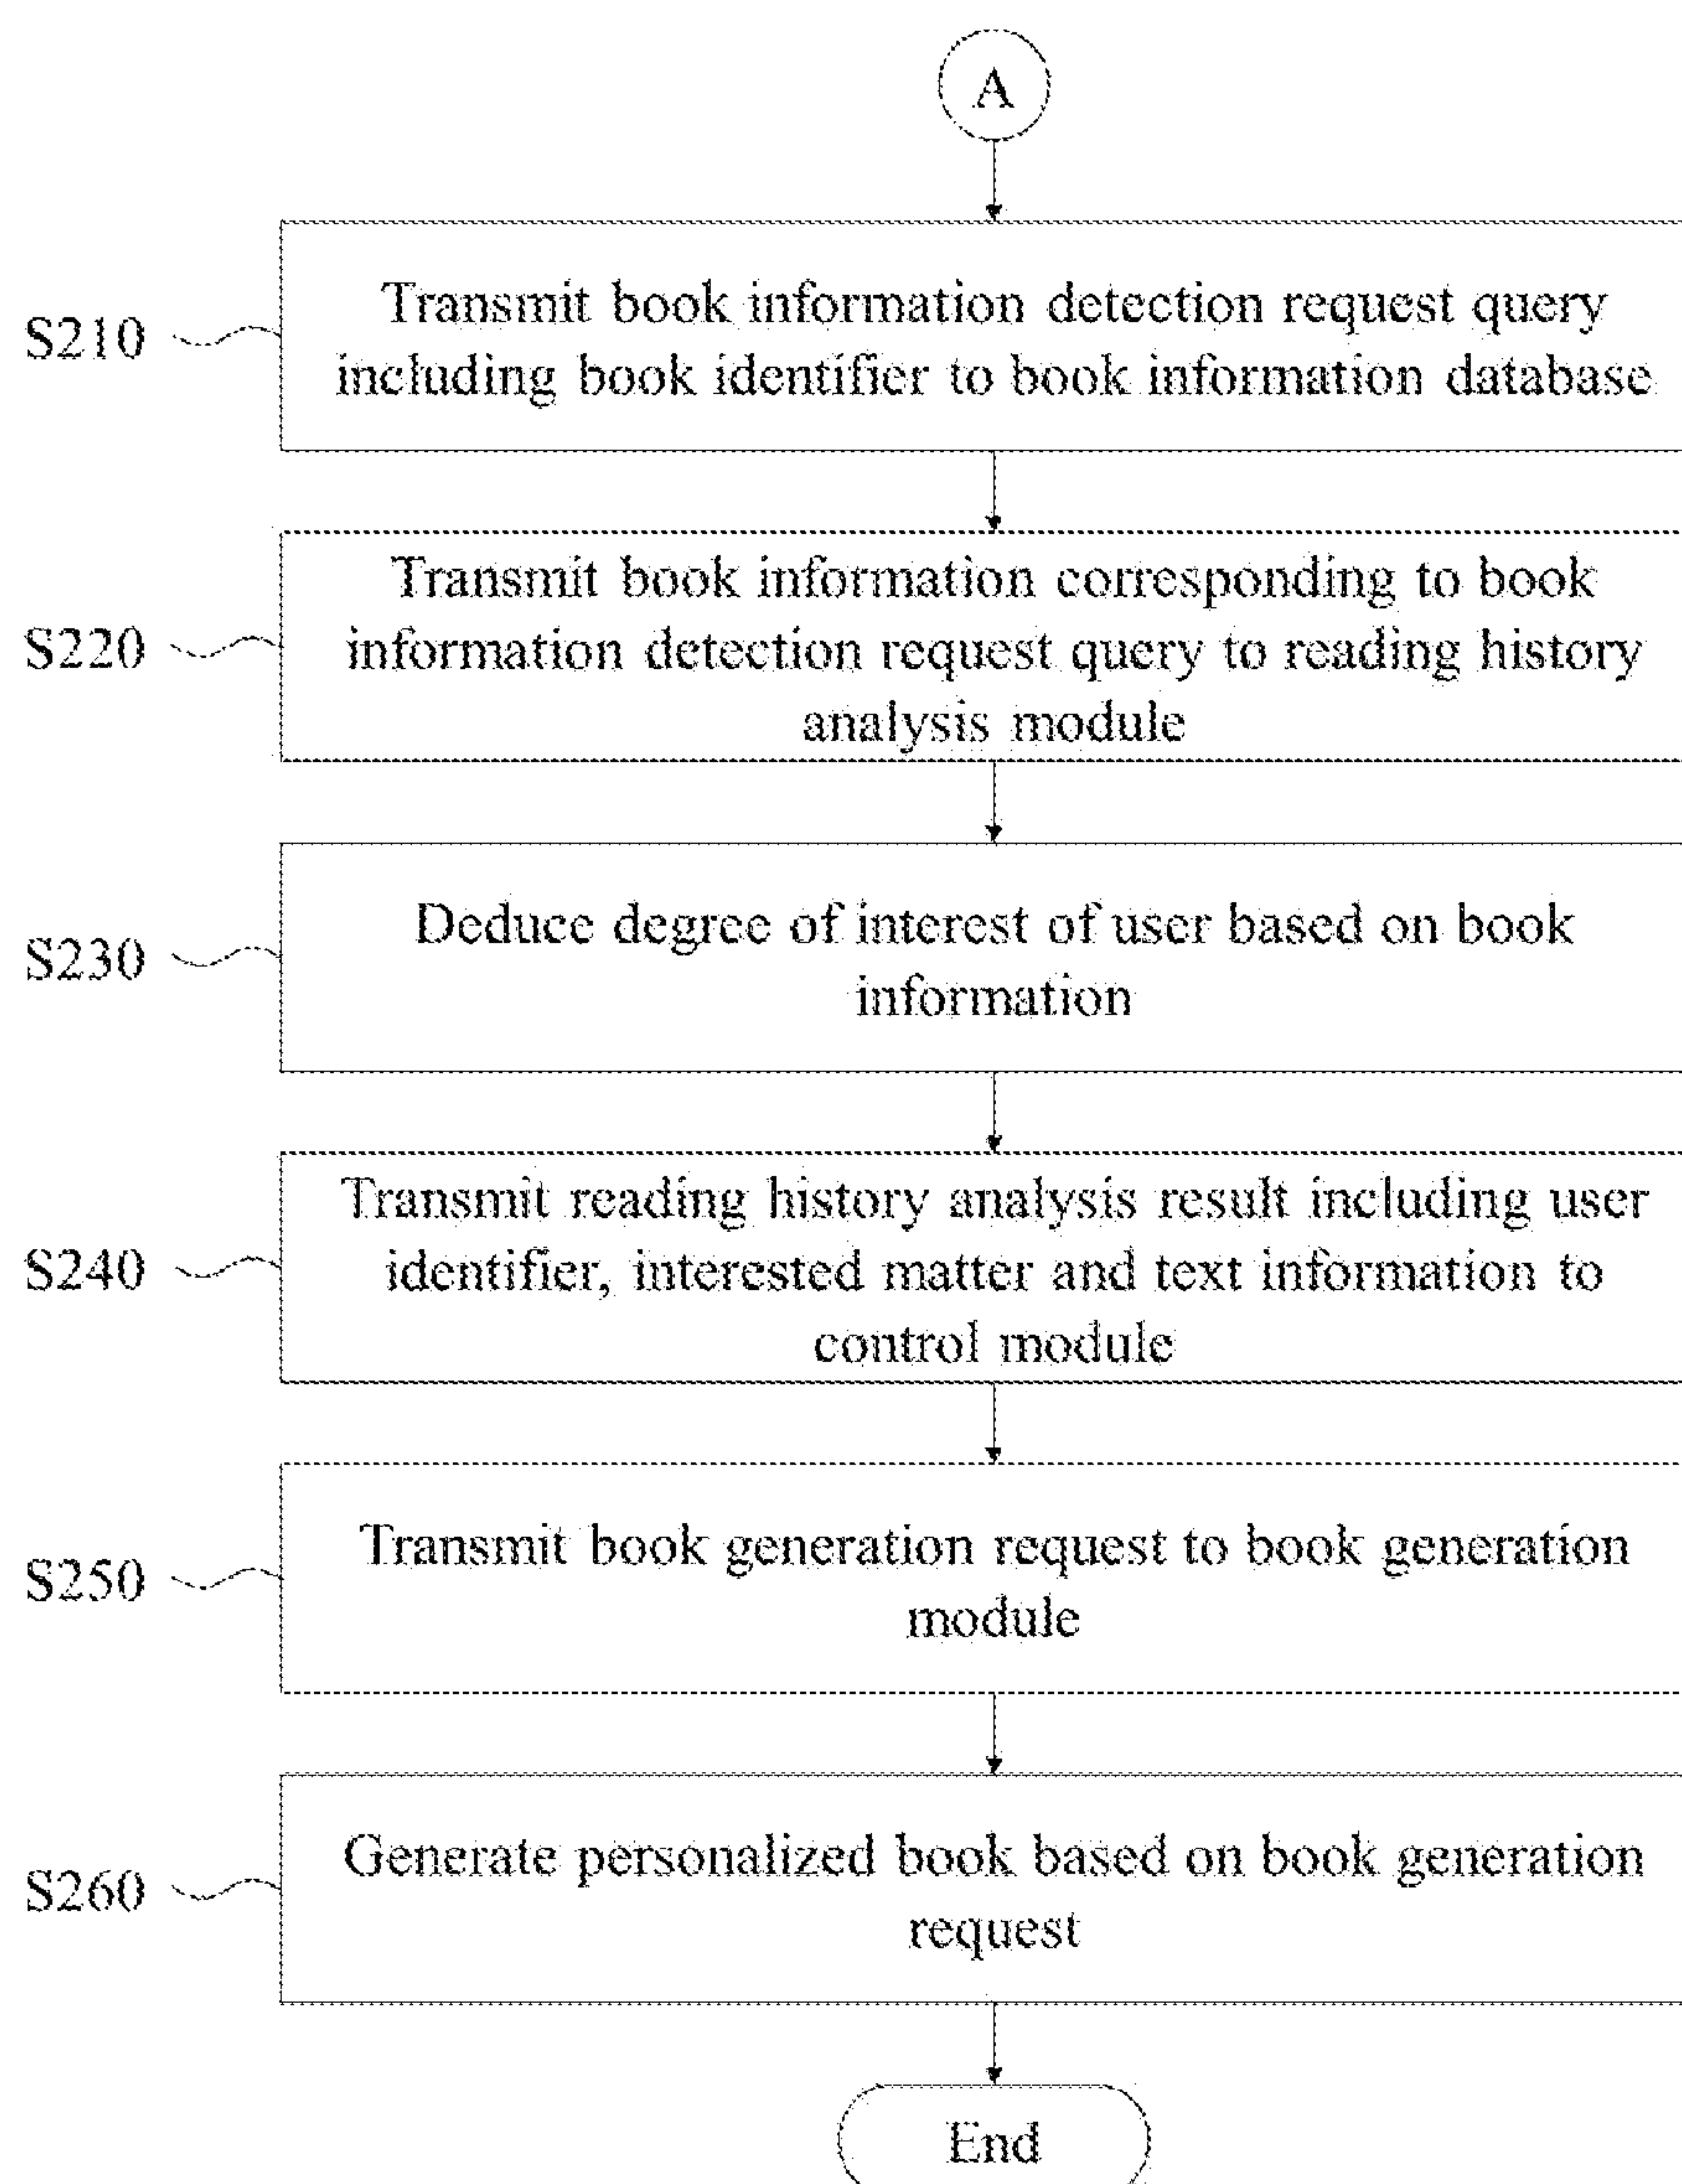 A
S210
Transmit book information detection request query
including book identifier to book information database
S220
Transmit book information corresponding to book
information detection request query to reading history
analysis module
S230
Deduce degree of interest of user based on book
information
S240
Transmit reading history analysis result including user
identifier, interested matter and text information to
control module
S250
Transmit book generation request to book generation
module
S260
Generate personalized book based on book generation
request
End